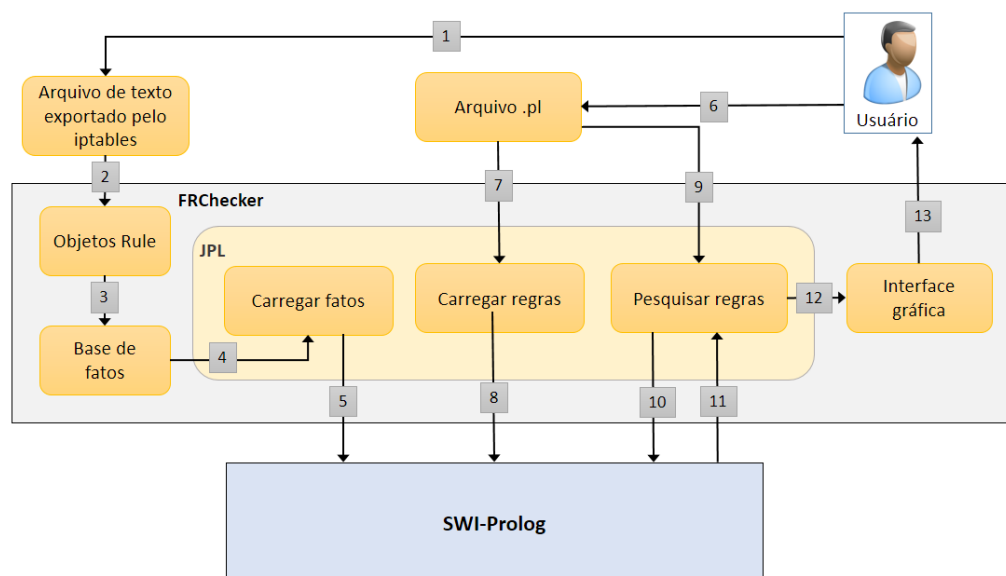 1
Arquivo de texto
exportado pelo
iptables
Arquivo .pl
6
Usuário
2
7
9
13
FRChecker
Objetos Rule
JPL
3
Carregar fatos
Carregar regras
Pesquisar regras
12
Interface
gráfica
Base de
fatos
4
5
8
10
11
SWI-Prolog